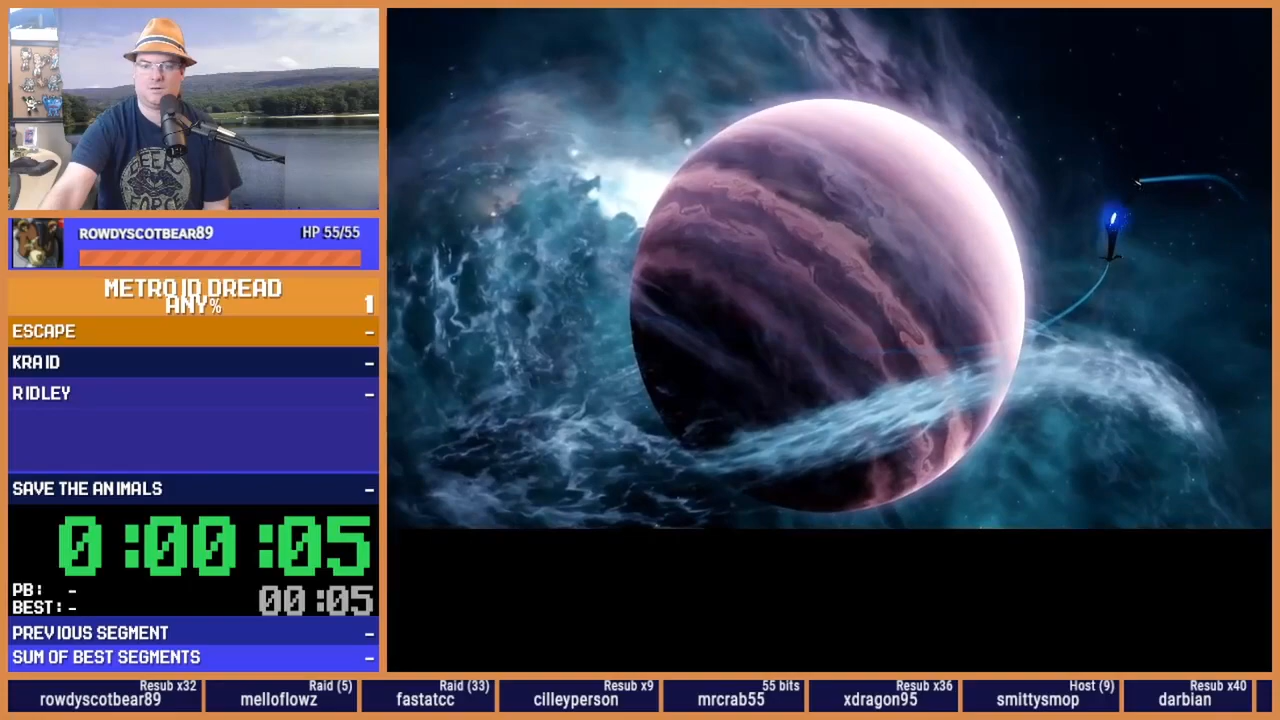 GEEK
FORCE
ROWDYSCOTBEAR89 HP 55/55
METROID DREAD
ANY% 1
ESCAPE -
KRAID -
RIDLEY -
SAVE THE ANIMALS -
0:00:05
PB: -
BEST: - 00:05
PREVIOUS SEGMENT -
SUM OF BEST SEGMENTS -
Resub x32 Raid (5) Raid (33) Resub x9 55 bits Resub x36 Host (9) Resub x40
rowdyscotbear89 melloflowz fastatcc cilleyperson mrcrab55 xdragon95 smittysmop darbian